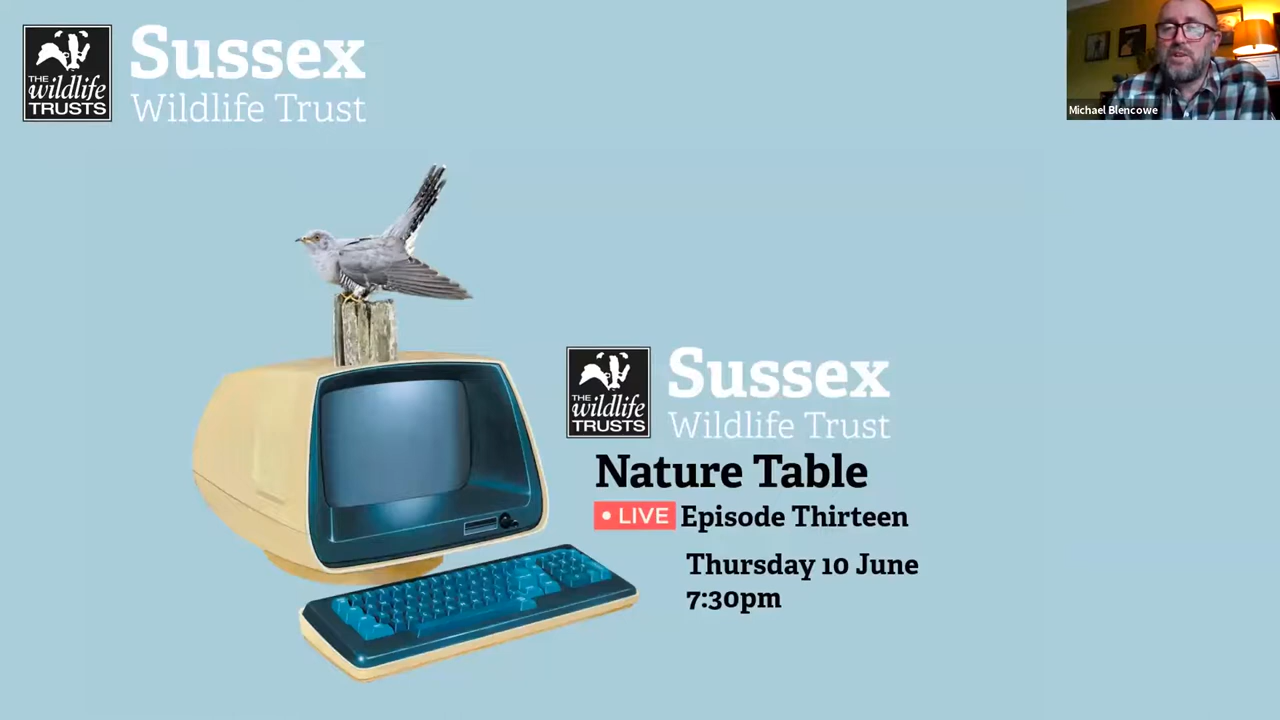 THE
wildlife
TRUSTS
Sussex
Wildlife Trust
Michael Blencowe
THE
wildlife
TRUSTS
Sussex
Wildlife Trust
Nature Table
• LIVE Episode Thirteen
Thursday 10 June
7:30pm